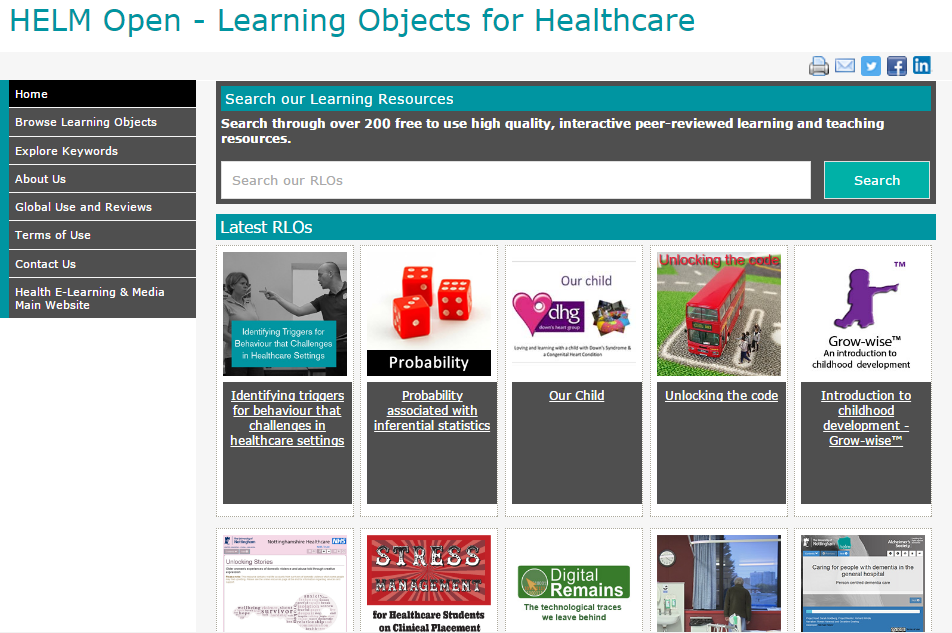 HELM Open - Learning Objects for Healthcare
Home
Browse Learning Objects
Explore Keywords
About Us
Global Use and Reviews
Terms of Use
Contact Us
Health E-Learning & Media
Main Website
Search our Learning Resources
Search through over 200 free to use high quality, interactive peer-reviewed learning and teaching
resources.
Search our RLOs
Search
Latest RLOs
Identifying Triggers for
Behaviour that Challenges
in Healthcare Settings
Identifying triggers
for behaviour that
challenges in
healthcare settings
Probability
Probability
associated with
inferential statistics
Our child
dhg
down's heart group
Loving and learning with a child with Down's Syndrome &
a Congenital Heart Condition
Our Child
Unlocking the code
Unlocking the code
TM
Grow-wise™
An introduction to
childhood development
Introduction to
childhood
development -
Grow-wise™
Nottinghamshire Healthcare NHS
Unlocking Stories
survivor
STRESS
MANAGEMENT
for Healthcare Students
on Clinical Placement
Digital
Remains
The technological traces
we leave behind
Nottingham
Alzheimer's
Society
Caring for people with dementia in the
general hospital
Person centred dementia care